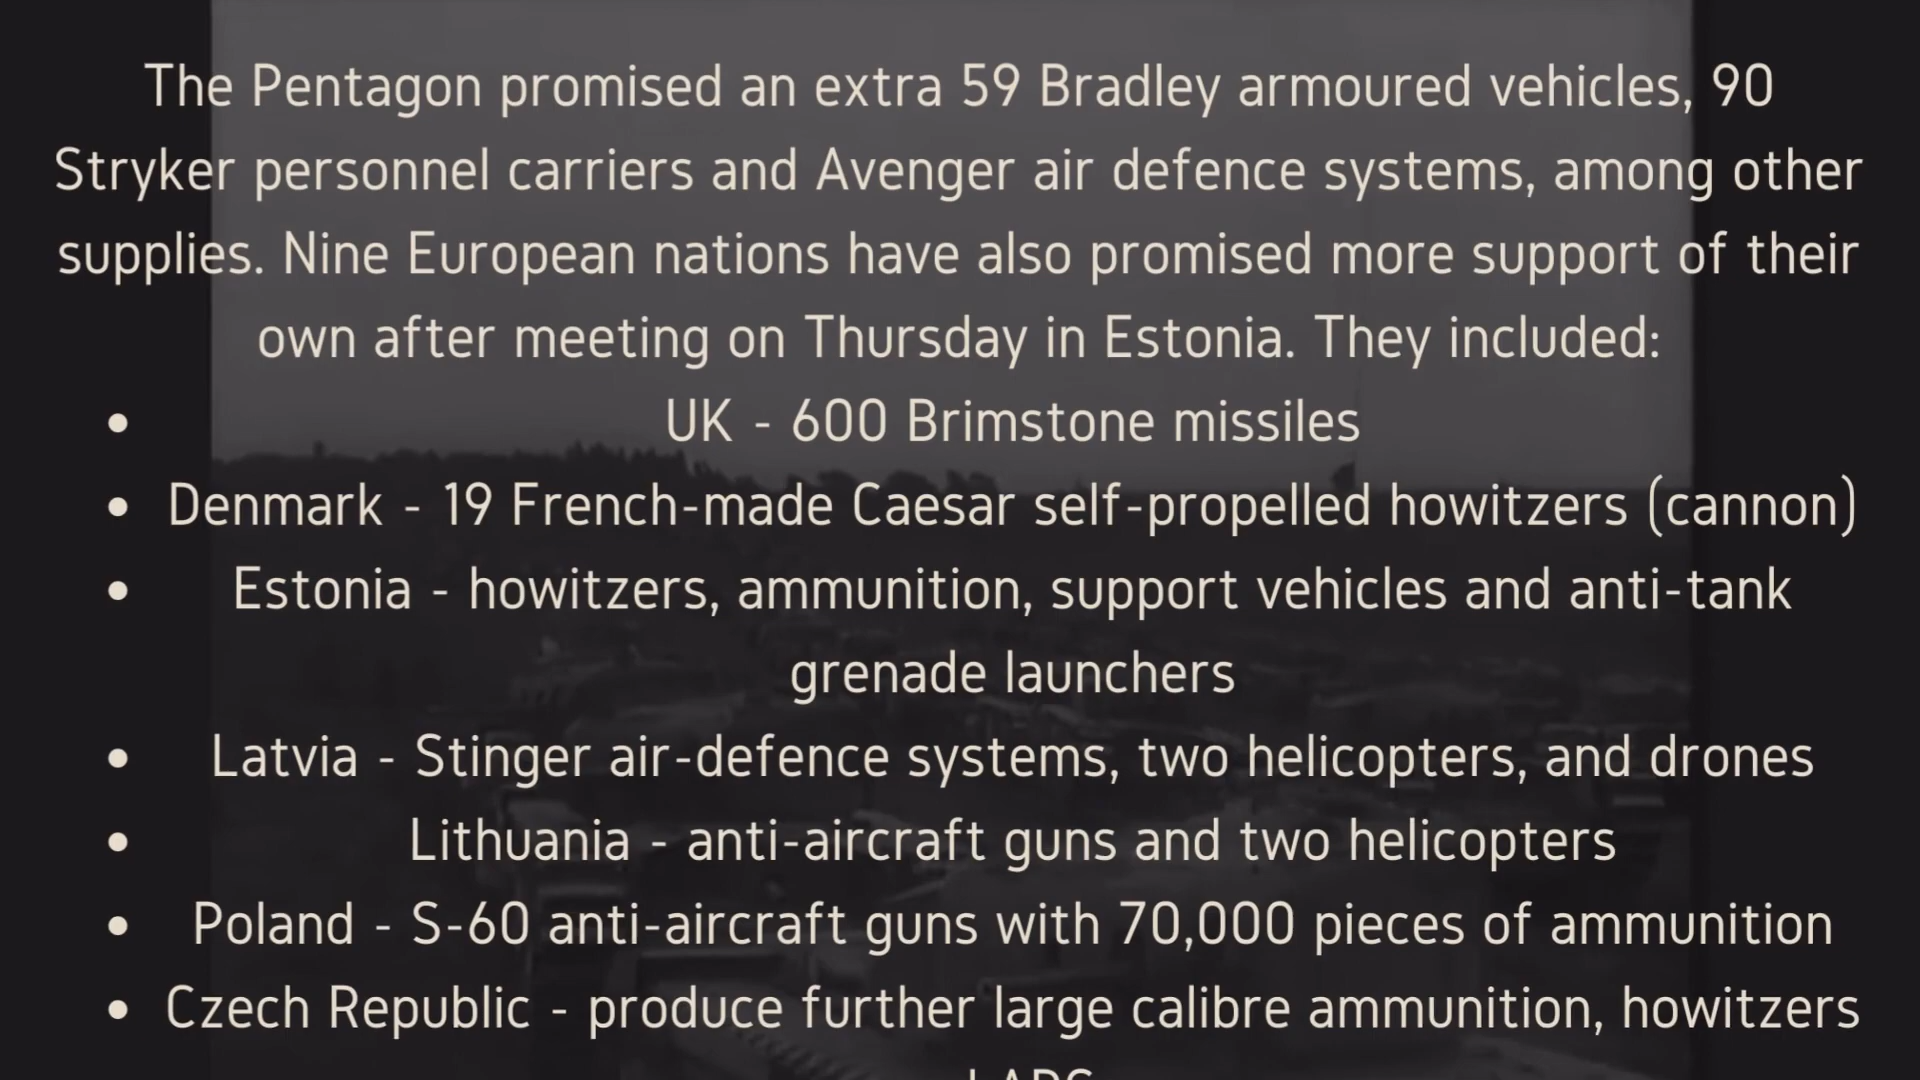 The Pentagon promised an extra 59 Bradley armoured vehicles, 90
Stryker personnel carriers and Avenger air defence systems, among other
supplies. Nine European nations have also promised more support of their
own after meeting on Thursday in Estonia. They included:
• UK - 600 Brimstone missiles
• Denmark - 19 French-made Caesar self-propelled howitzers (cannon)
• Estonia - howitzers, ammunition, support vehicles and anti-tank
grenade launchers
• Latvia - Stinger air-defence systems, two helicopters, and drones
• Lithuania - anti-aircraft guns and two helicopters
• Poland - S-60 anti-aircraft guns with 70,000 pieces of ammunition
• Czech Republic - produce further large calibre ammunition, howitzers